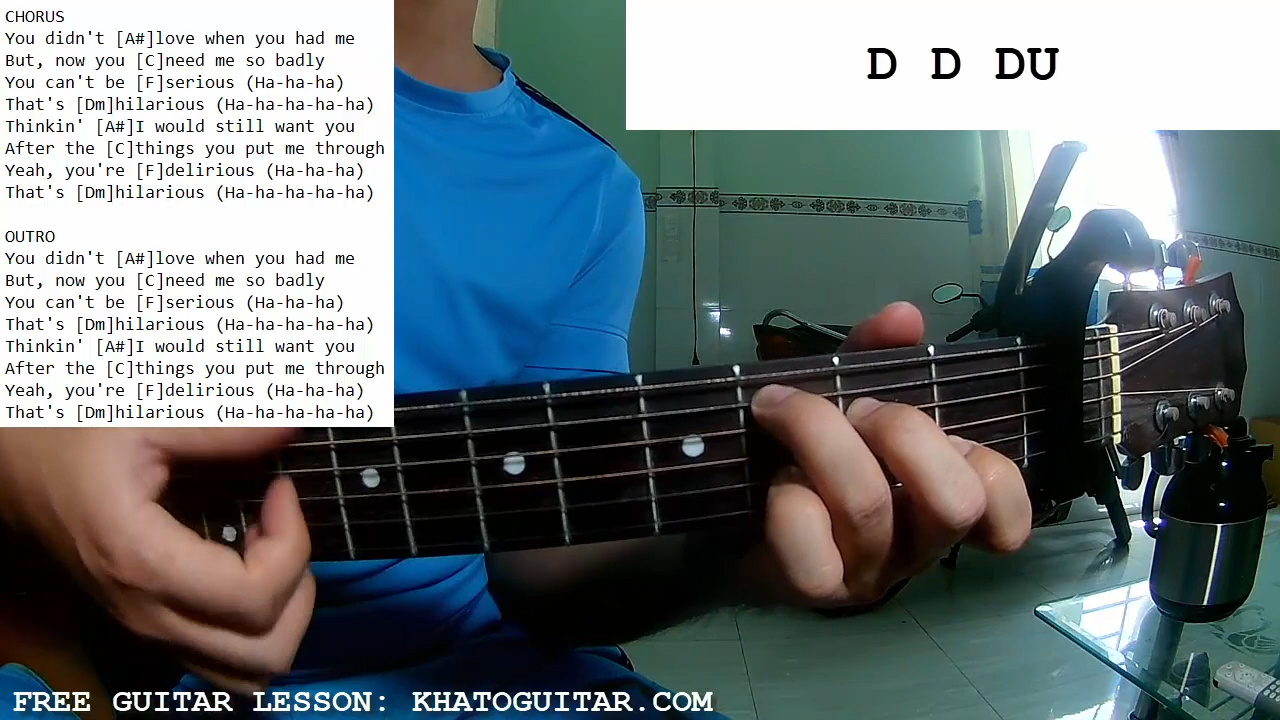 CHORUS
You didn't [A#]love when you had me
But, now you [C]need me so badly
You can't be [F]serious (Ha-ha-ha)
That's [Dm]hilarious (Ha-ha-ha-ha-ha)
Thinkin' [A#]I would still want you
After the [C]things you put me through
Yeah, you're [F]delirious (Ha-ha-ha)
That's [Dm]hilarious (Ha-ha-ha-ha-ha)
OUTRO
You didn't [A#]love when you had me
But, now you [C]need me so badly
You can't be [F]serious (Ha-ha-ha)
That's [Dm]hilarious (Ha-ha-ha-ha-ha)
Thinkin' [A#]I would still want you
After the [C]things you put me through
Yeah, you're [F]delirious (Ha-ha-ha)
That's [Dm]hilarious (Ha-ha-ha-ha-ha)
D D DU
FREE GUITAR LESSON: KHATOGUITAR.COM